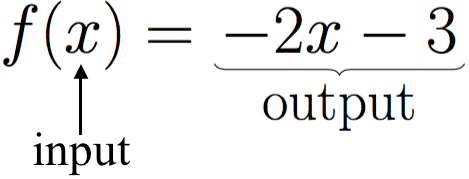 f(x) = −2x − 3
output
input